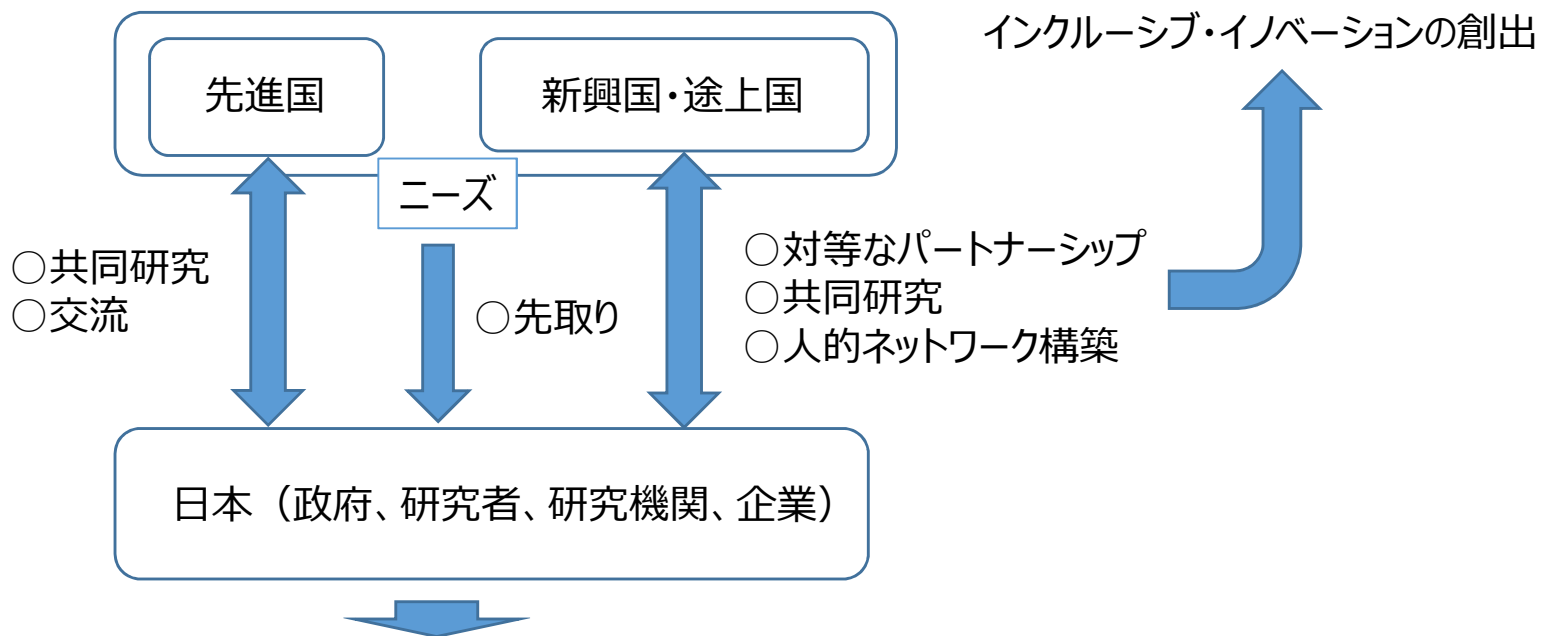 インクルーシブ・イノベーションの創出
先進国
新興国・途上国
ニーズ
○共同研究
○交流
○先取り
○対等なパートナーシップ
○共同研究
○人的ネットワーク構築
日本（政府、研究者、研究機関、企業）